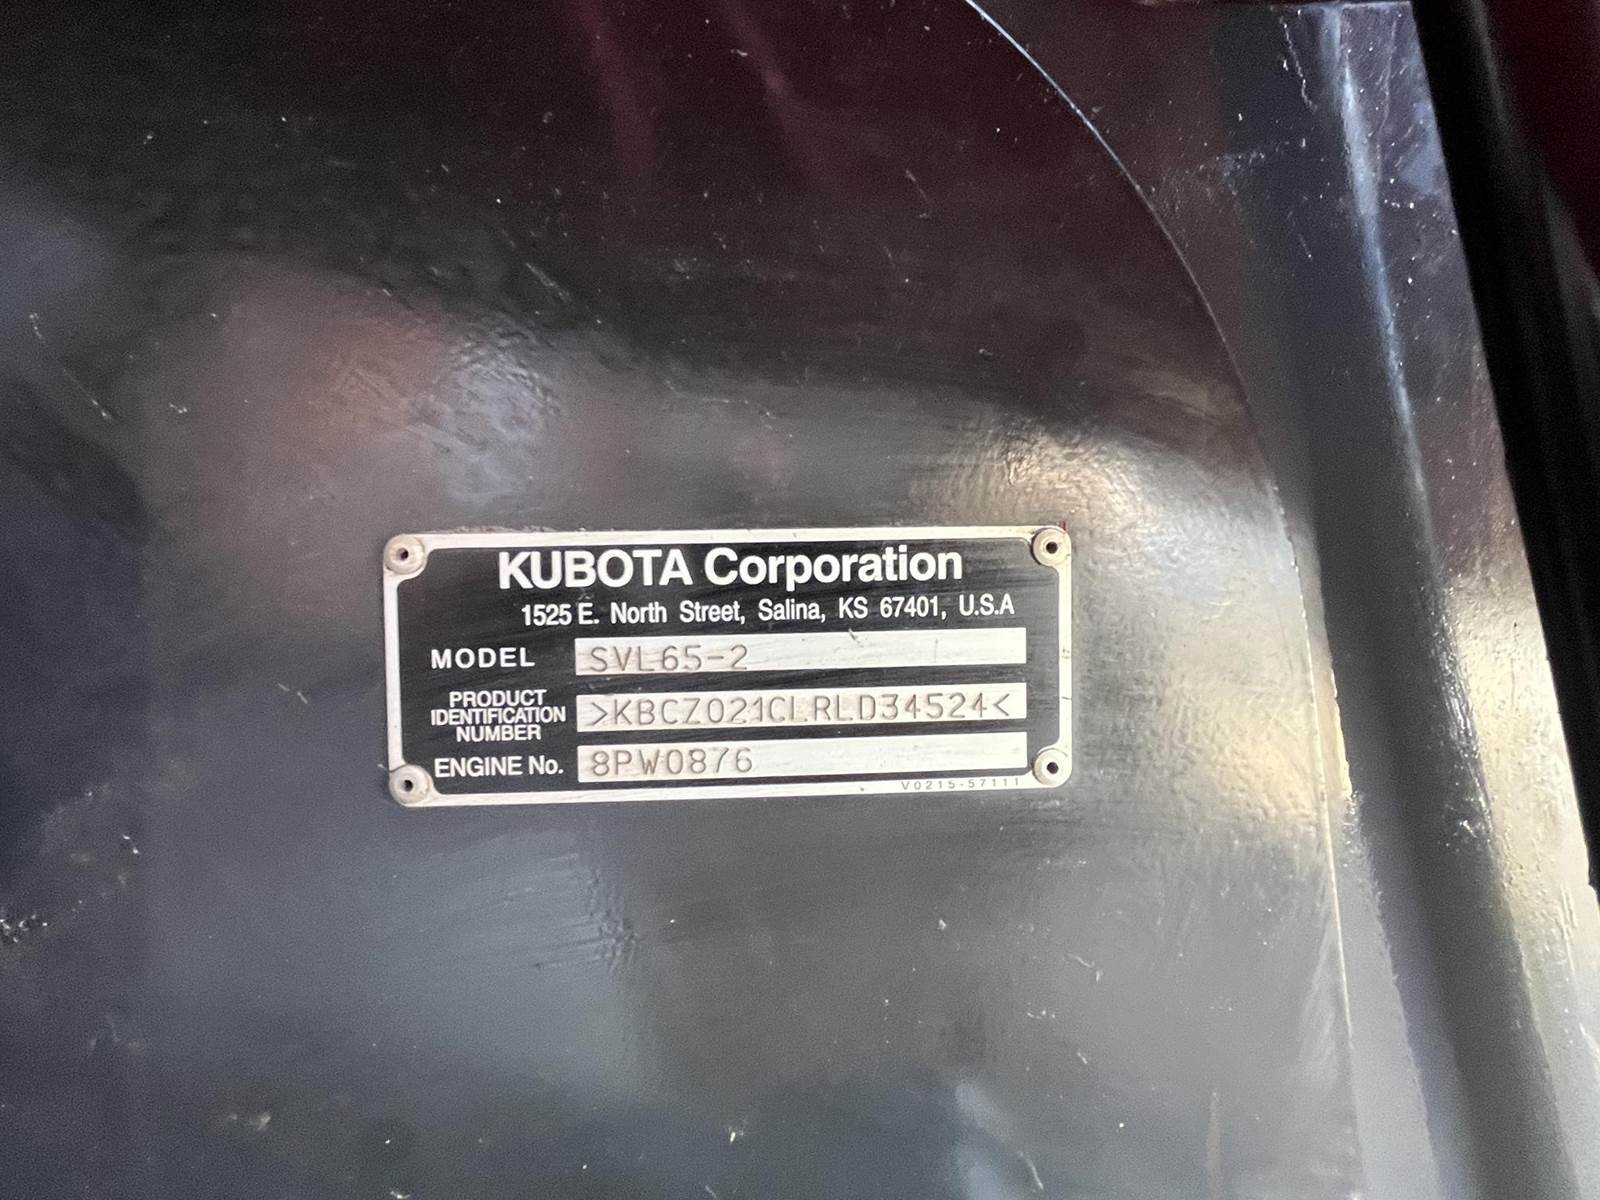 KUBOTA Corporation
1525 E. North Street, Salina, KS 67401, U.S.A
MODEL SVL65-2
PRODUCT IDENTIFICATION NUMBER >KBCZ021CLRLD34524<
ENGINE No. 8PW0876
V0215-57111